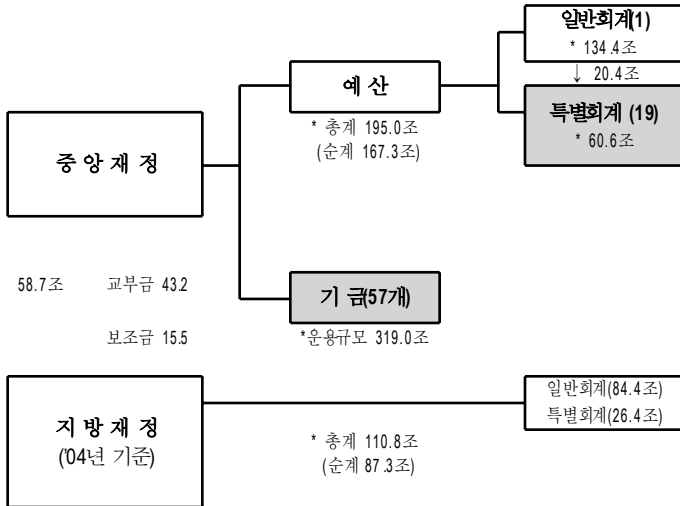 일반회계(1)
* 134.4조
↓ 20.4조
예 산
특별회계 (19)
* 60.6조
* 총계 195.0조
(순계 167.3조)
중 앙 재 정
58.7조 교부금 43.2
기 금(57개)
보조금 15.5
*운용규모 319.0조
일반회계(84.4조)
특별회계(26.4조)
지 방 재 정
('04년 기준)
* 총계 110.8조
(순계 87.3조)